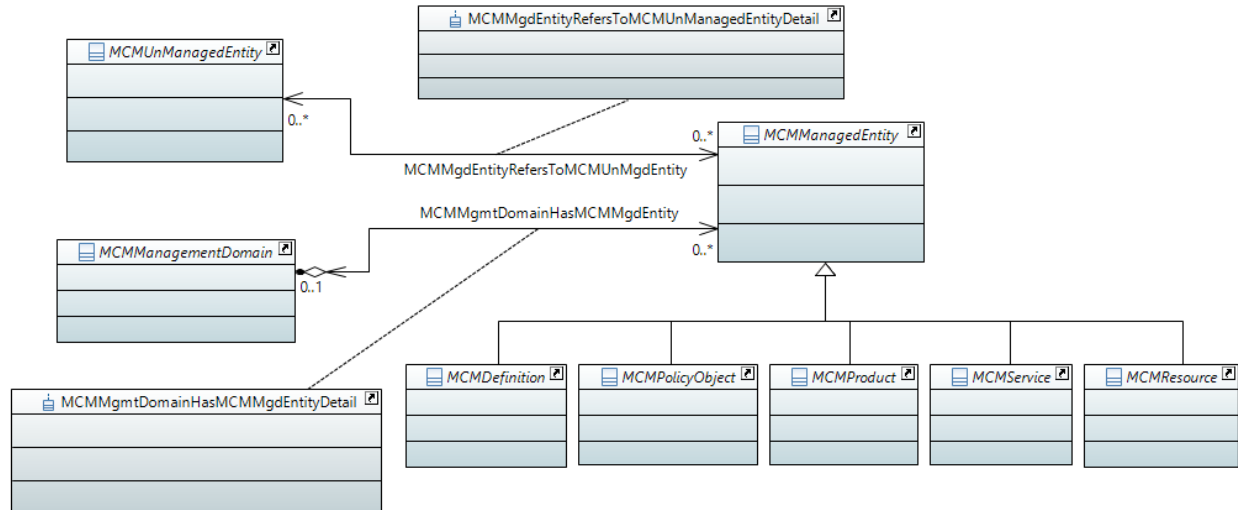 MCMMgdEntityRefersToMCMUnManagedEntityDetail
MCMUnManagedEntity
0..*
0..*
MCMManagedEntity
MCMMgdEntityRefersToMCMUnMgdEntity
MCMMgmtDomainHasMCMMgdEntity
MCMManagementDomain
0..*
0..1
MCMDefinition
MCMPolicyObject
MCMProduct
MCMService
MCMResource
MCMMgmtDomainHasMCMMgdEntityDetail